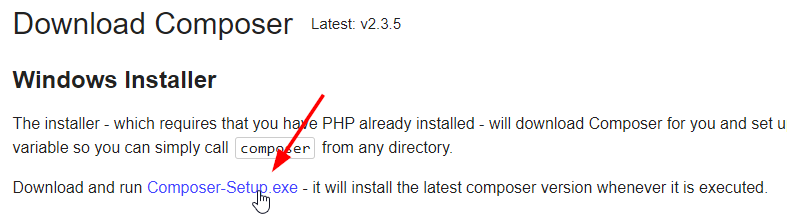 Download Composer Latest: v2.3.5
Windows Installer
The installer - which requires that you have PHP already installed - will download Composer for you and set u
variable so you can simply call composer from any directory.
Download and run Composer-Setup.exe - it will install the latest composer version whenever it is executed.